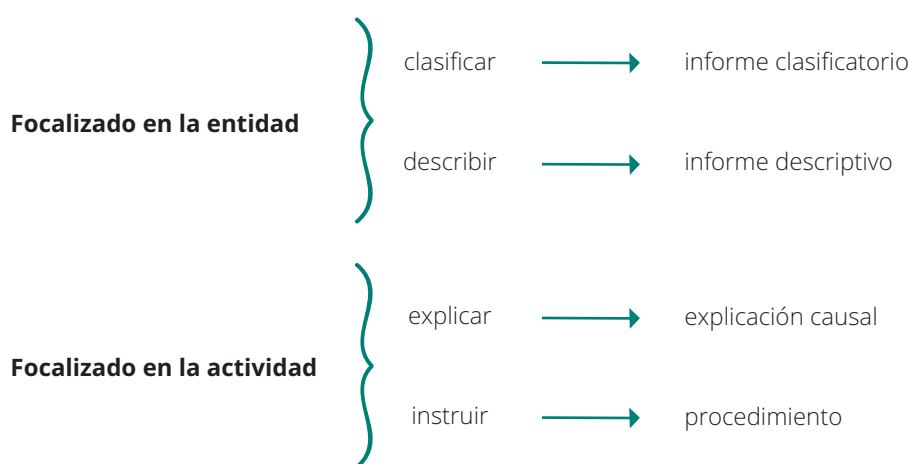 clasificar
informe clasificatorio
Focalizado en la entidad
describir
informe descriptivo
explicar
explicación causal
Focalizado en la actividad
instruir
procedimiento